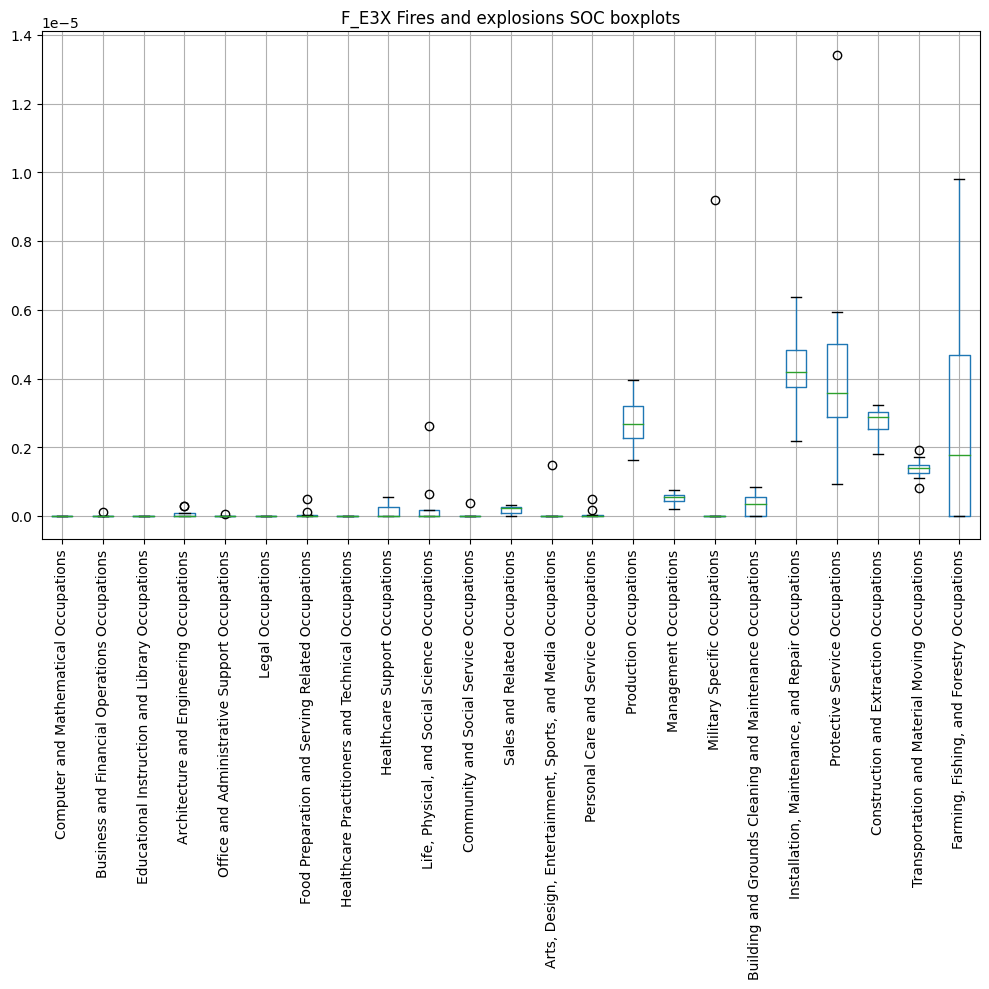 F_E3X Fires and explosions SOC boxplots
1e−5
1.4
1.2
1.0
0.8
0.6
0.4
0.2
0.0
Computer and Mathematical Occupations
Business and Financial Operations Occupations
Educational Instruction and Library Occupations
Architecture and Engineering Occupations
Office and Administrative Support Occupations
Legal Occupations
Food Preparation and Serving Related Occupations
Healthcare Practitioners and Technical Occupations
Healthcare Support Occupations
Life, Physical, and Social Science Occupations
Community and Social Service Occupations
Sales and Related Occupations
Arts, Design, Entertainment, Sports, and Media Occupations
Personal Care and Service Occupations
Production Occupations
Management Occupations
Military Specific Occupations
Building and Grounds Cleaning and Maintenance Occupations
Installation, Maintenance, and Repair Occupations
Protective Service Occupations
Construction and Extraction Occupations
Transportation and Material Moving Occupations
Farming, Fishing, and Forestry Occupations